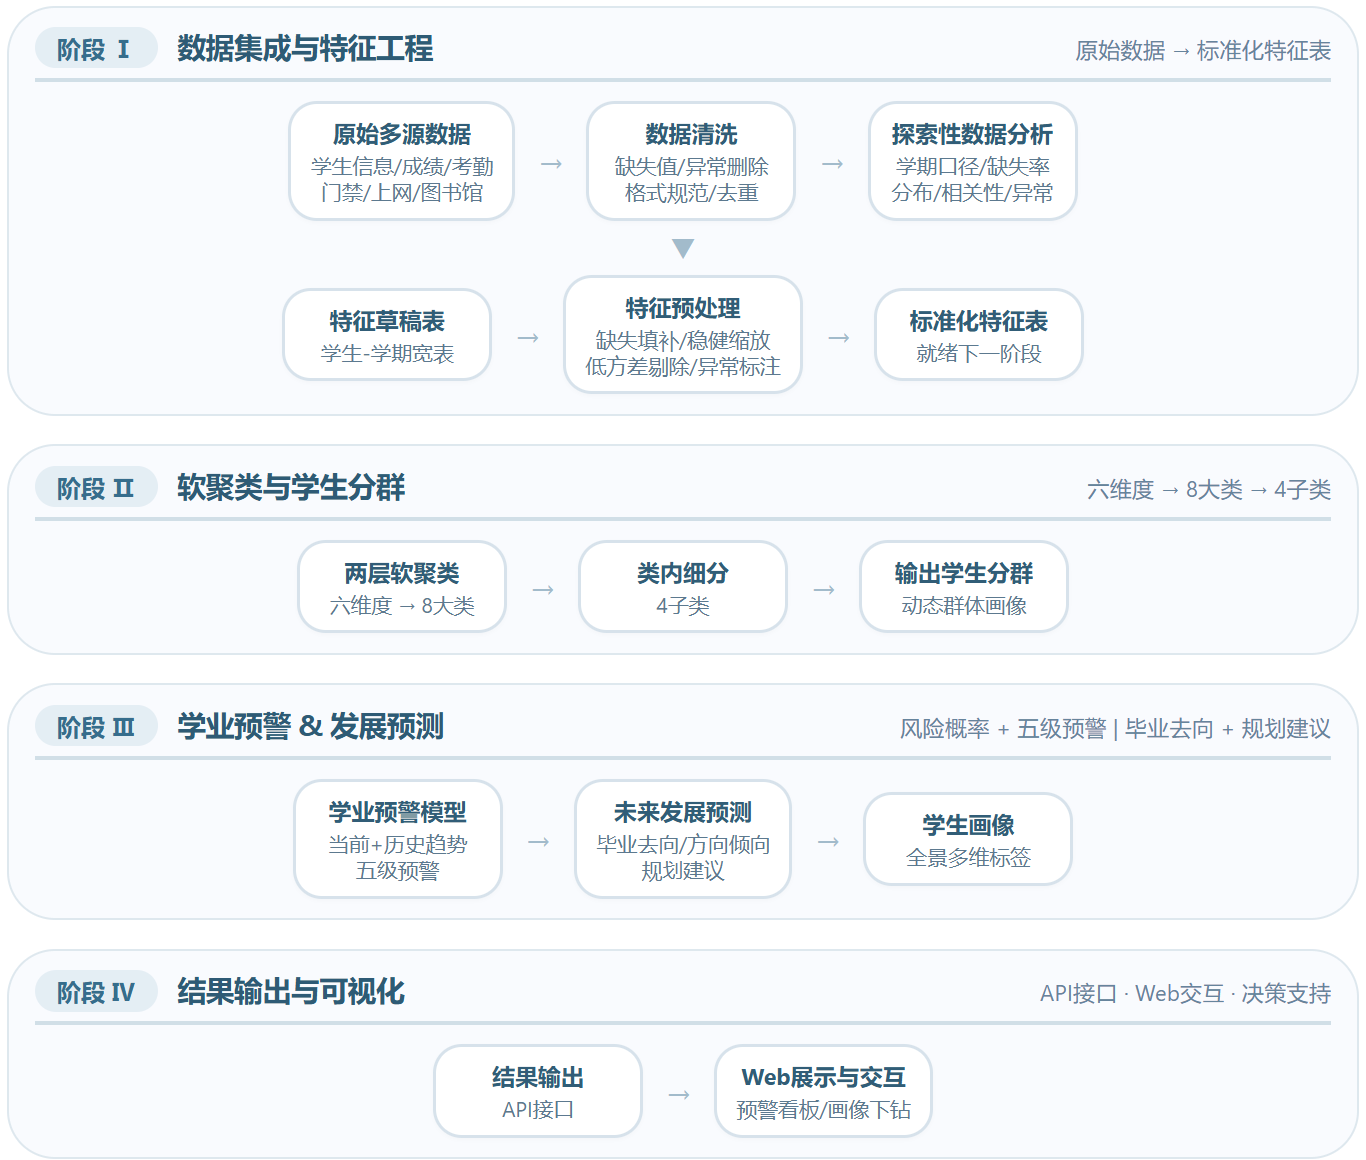 阶段 Ⅰ
数据集成与特征工程
原始数据 → 标准化特征表
原始多源数据
学生信息/成绩/考勤
门禁/上网/图书馆
→
数据清洗
缺失值/异常删除
格式规范/去重
→
探索性数据分析
学期口径/缺失率
分布/相关性/异常
▼
特征草稿表
学生-学期宽表
→
特征预处理
缺失填补/稳健缩放
低方差剔除/异常标注
→
标准化特征表
就绪下一阶段
阶段 Ⅱ
软聚类与学生分群
六维度 → 8大类 → 4子类
两层软聚类
六维度 → 8大类
→
类内细分
4子类
→
输出学生分群
动态群体画像
阶段 Ⅲ
学业预警 & 发展预测
风险概率 + 五级预警 | 毕业去向 + 规划建议
学业预警模型
当前+历史趋势
五级预警
→
未来发展预测
毕业去向/方向倾向
规划建议
→
学生画像
全景多维标签
阶段 Ⅳ
结果输出与可视化
API接口 · Web交互 · 决策支持
结果输出
API接口
→
Web展示与交互
预警看板/画像下钻